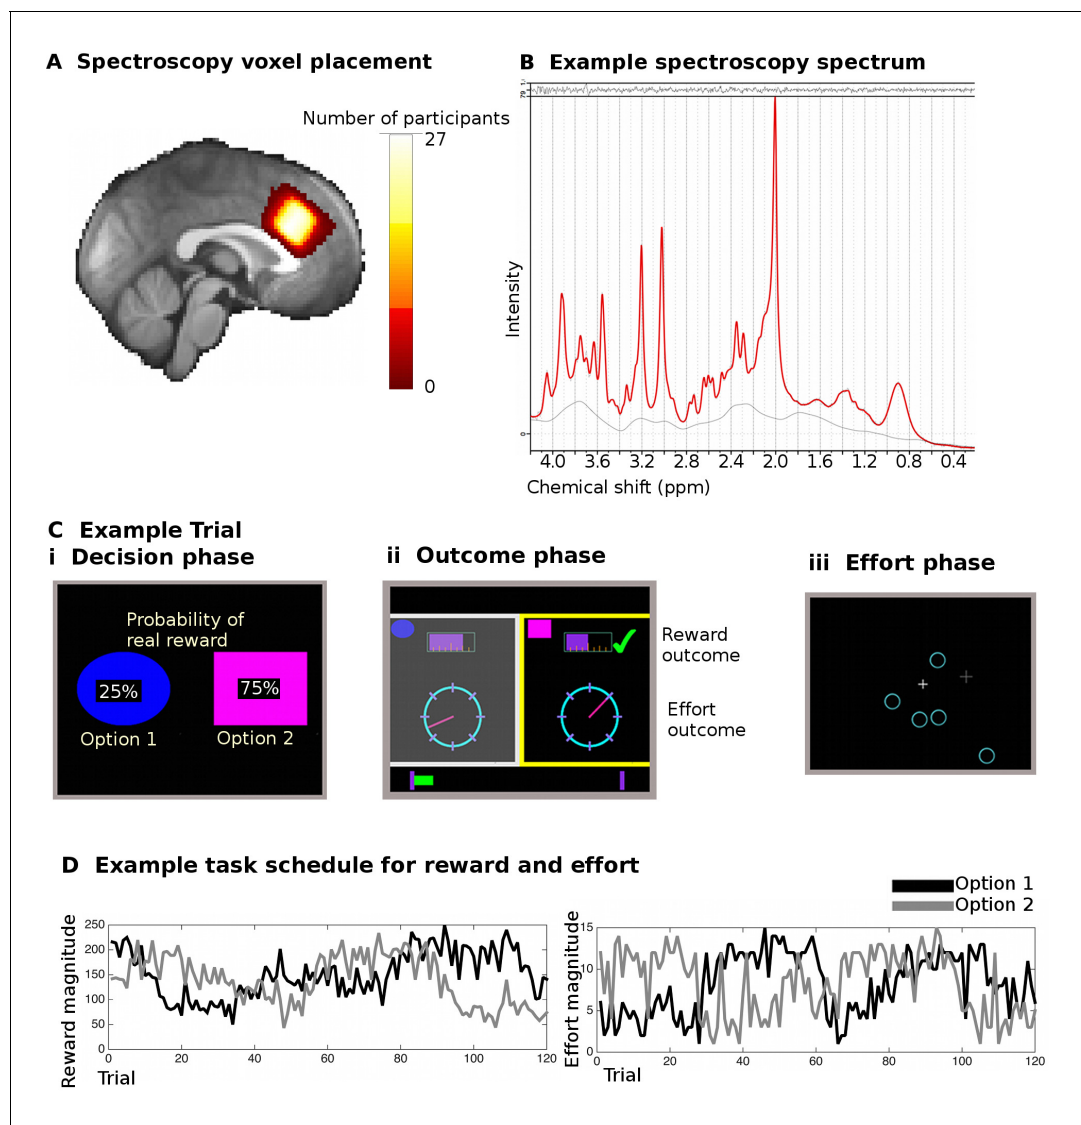 A Spectroscopy voxel placement
Number of participants
27
0
B Example spectroscopy spectrum
79
0
Intensity
4.0 3.6 3.2 2.8 2.4 2.0 1.6 1.2 0.8 0.4
Chemical shift (ppm)
C Example Trial
i Decision phase
Probability of
real reward
25%
75%
Option 1
Option 2
ii Outcome phase
Reward
outcome
Effort
outcome
iii Effort phase
D Example task schedule for reward and effort
Option 1
Option 2
Reward magnitude
250
200
150
100
50
0
0 20 40 60 80 100 120
Trial
Effort magnitude
15
10
5
0
0 20 40 60 80 100 120
Trial